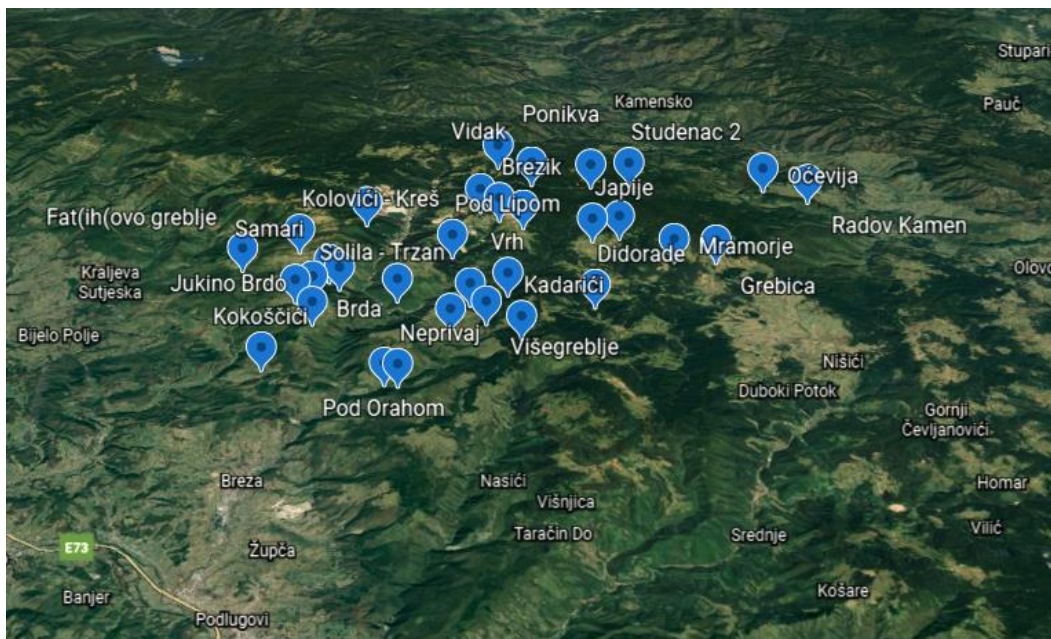 Stupari
Kamensko
Pauč
Ponikva
Vidak
Studenac 2
Brezik
Japije
Očevija
Kolovići - Kreš
Pod Lipom
Fat(ih(ovo greblje
Samari
Radov Kamen
Solila - Trzan
Vrh
Didorade
Mramorje
Kraljeva
Sutjeska
Olovo
Jukino Brdo
Kadarići
Grebica
Brda
Kokoščići
Neprivaj
Bijelo Polje
Višegreblje
Nišići
Duboki Potok
Pod Orahom
Gornji
Čevljanovići
Breza
Nasići
Homar
Višnjica
Vilić
Taračin Do
Srednje
E73
Župča
Košare
Banjer
Podlugovi